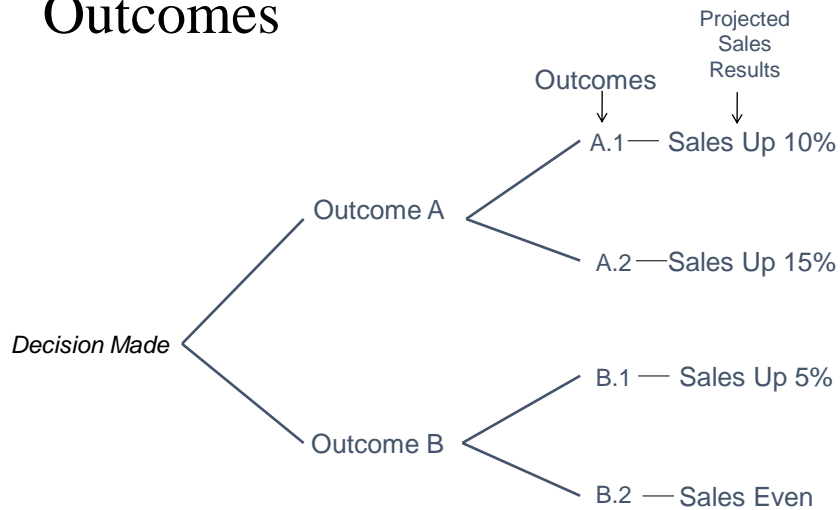 Outcomes
Projected
Sales
Results
Outcomes
A.1 Sales Up 10%
Outcome A
A.2 Sales Up 15%
Decision Made
B.1 Sales Up 5%
Outcome B
B.2 Sales Even